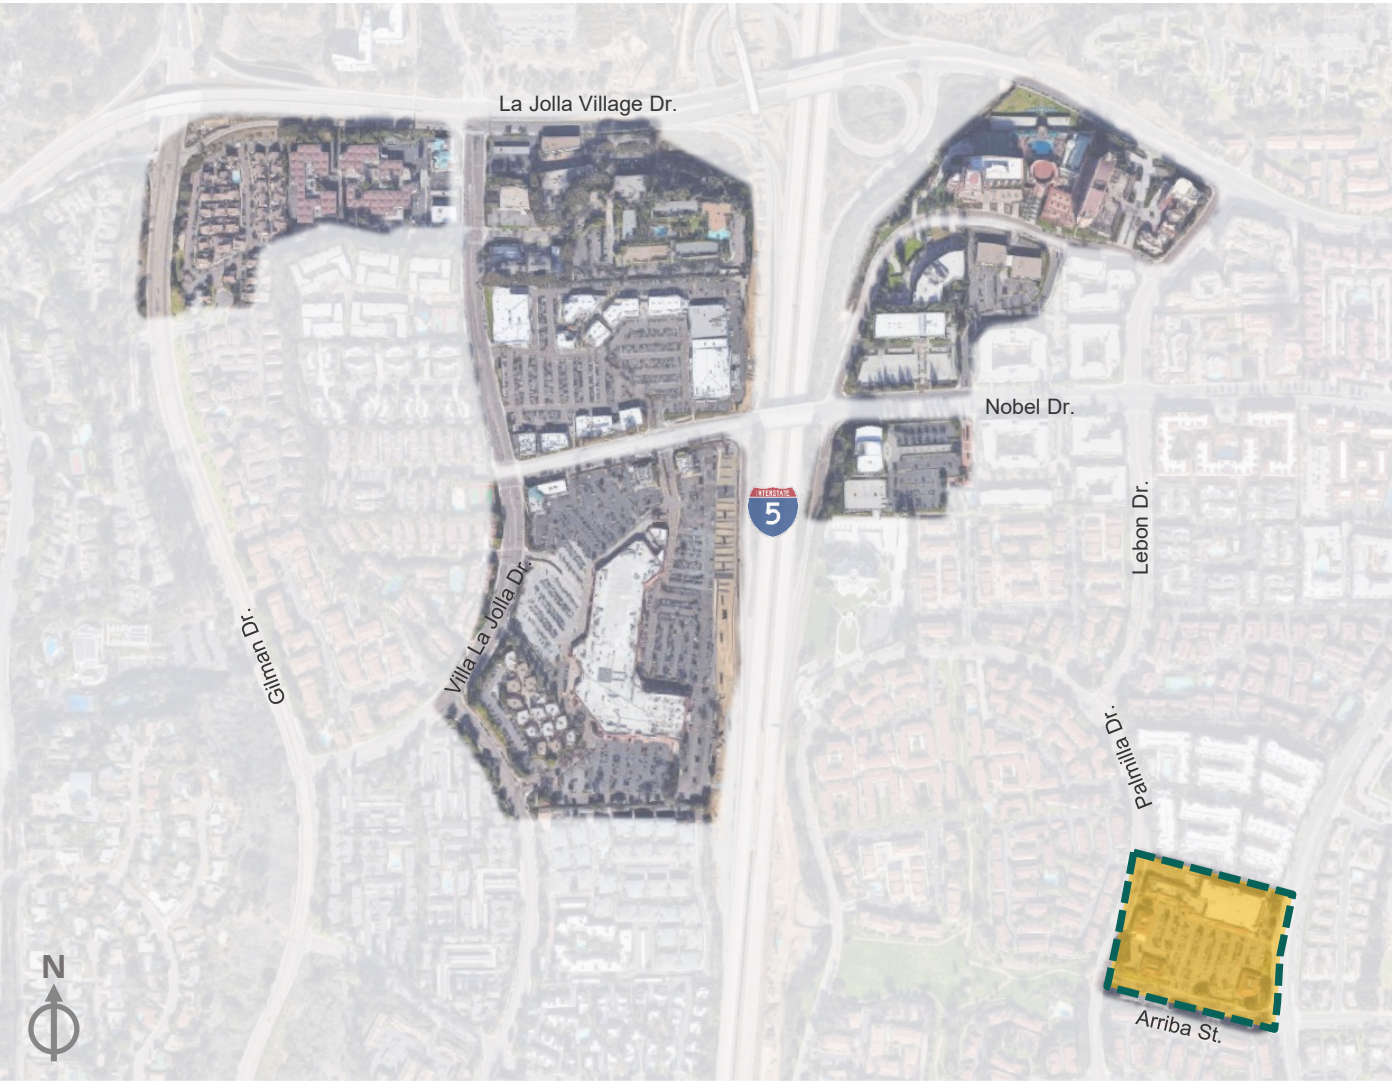 La Jolla Village Dr.
Nobel Dr.
INTERSTATE
5
Lebon Dr.
Villa La Jolla Dr.
Gilman Dr.
Palmilla Dr.
N
Arriba St.